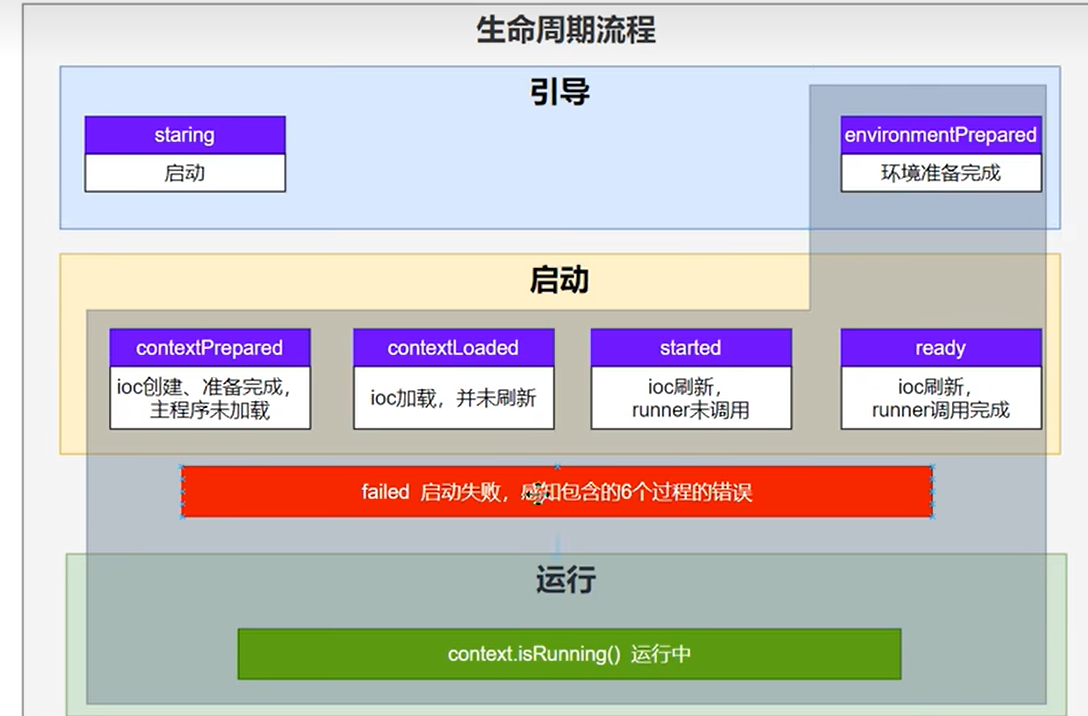 生命周期流程
引导
staring
启动
environmentPrepared
环境准备完成
启动
contextPrepared
ioc创建、准备完成，
主程序未加载
contextLoaded
ioc加载，并未刷新
started
ioc刷新，
runner未调用
ready
ioc刷新，
runner调用完成
failed 启动失败，感知包含的6个过程的错误
运行
context.isRunning() 运行中